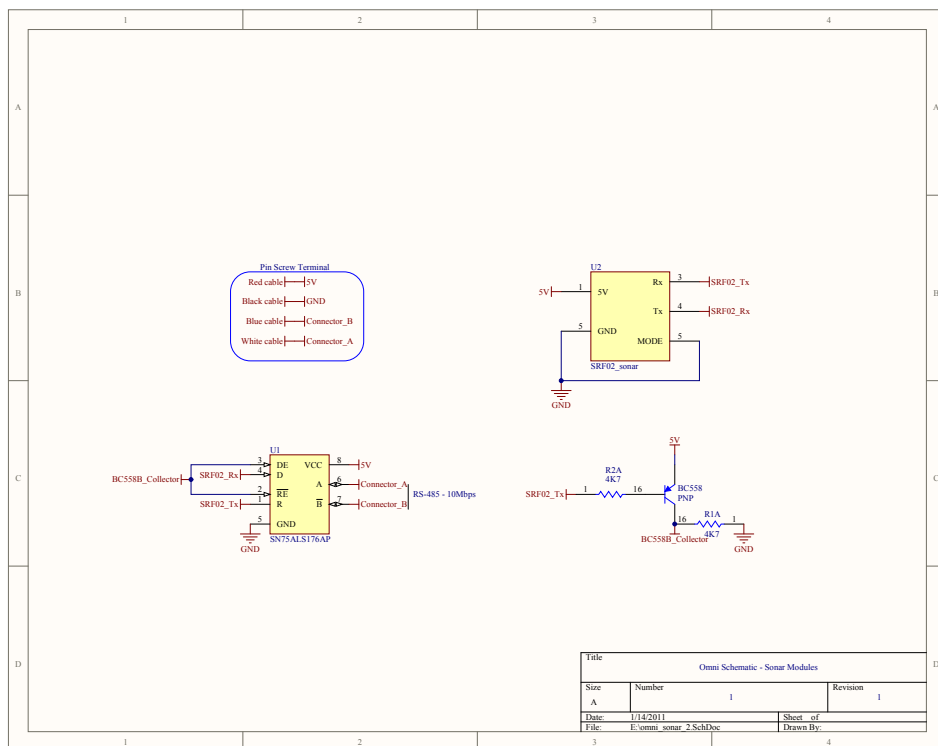 1 2 3 4
A A
Pin Screw Terminal
Red cable 5V
Black cable GND
Blue cable Connector_B
White cable Connector_A
B B
U2
5V 1 5V Rx 3 SRF02_Tx
Tx 4 SRF02_Rx
5 GND MODE 5
SRF02_sonar
GND
C C
U1
BC558B_Collector
3 DE VCC 8 5V
SRF02_Rx 4 D A 6 Connector_A
2 RE
SRF02_Tx 1 R B 7 Connector_B
RS-485 - 10Mbps
5 GND
SN75ALS176AP
GND
5V
R2A
4K7
SRF02_Tx 1 16
BC558
PNP
R1A
16 1
4K7
BC558B_Collector
GND
D D
Title
Omni Schematic - Sonar Modules
Size Number Revision
A 1 1
Date: 1/14/2011 Sheet of
File: E:\omni_sonar_2.SchDoc Drawn By:
1 2 3 4